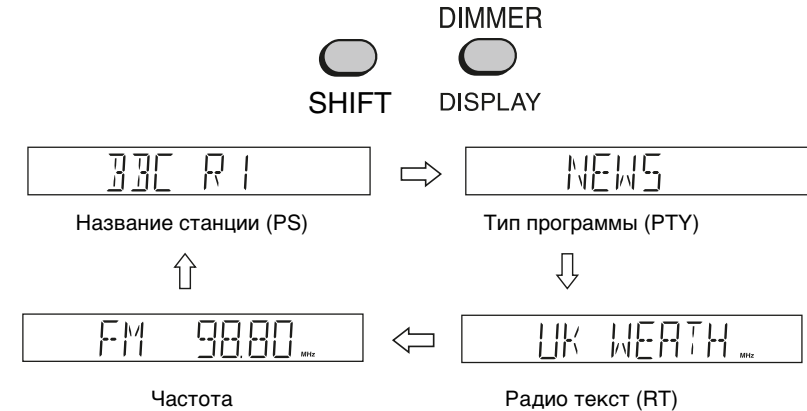 DIMMER
SHIFT DISPLAY
BBC R1 NEWS
Название станции (PS) Тип программы (PTY)
FM 98.80 MHz UK WEATH MHz
Частота Радио текст (RT)